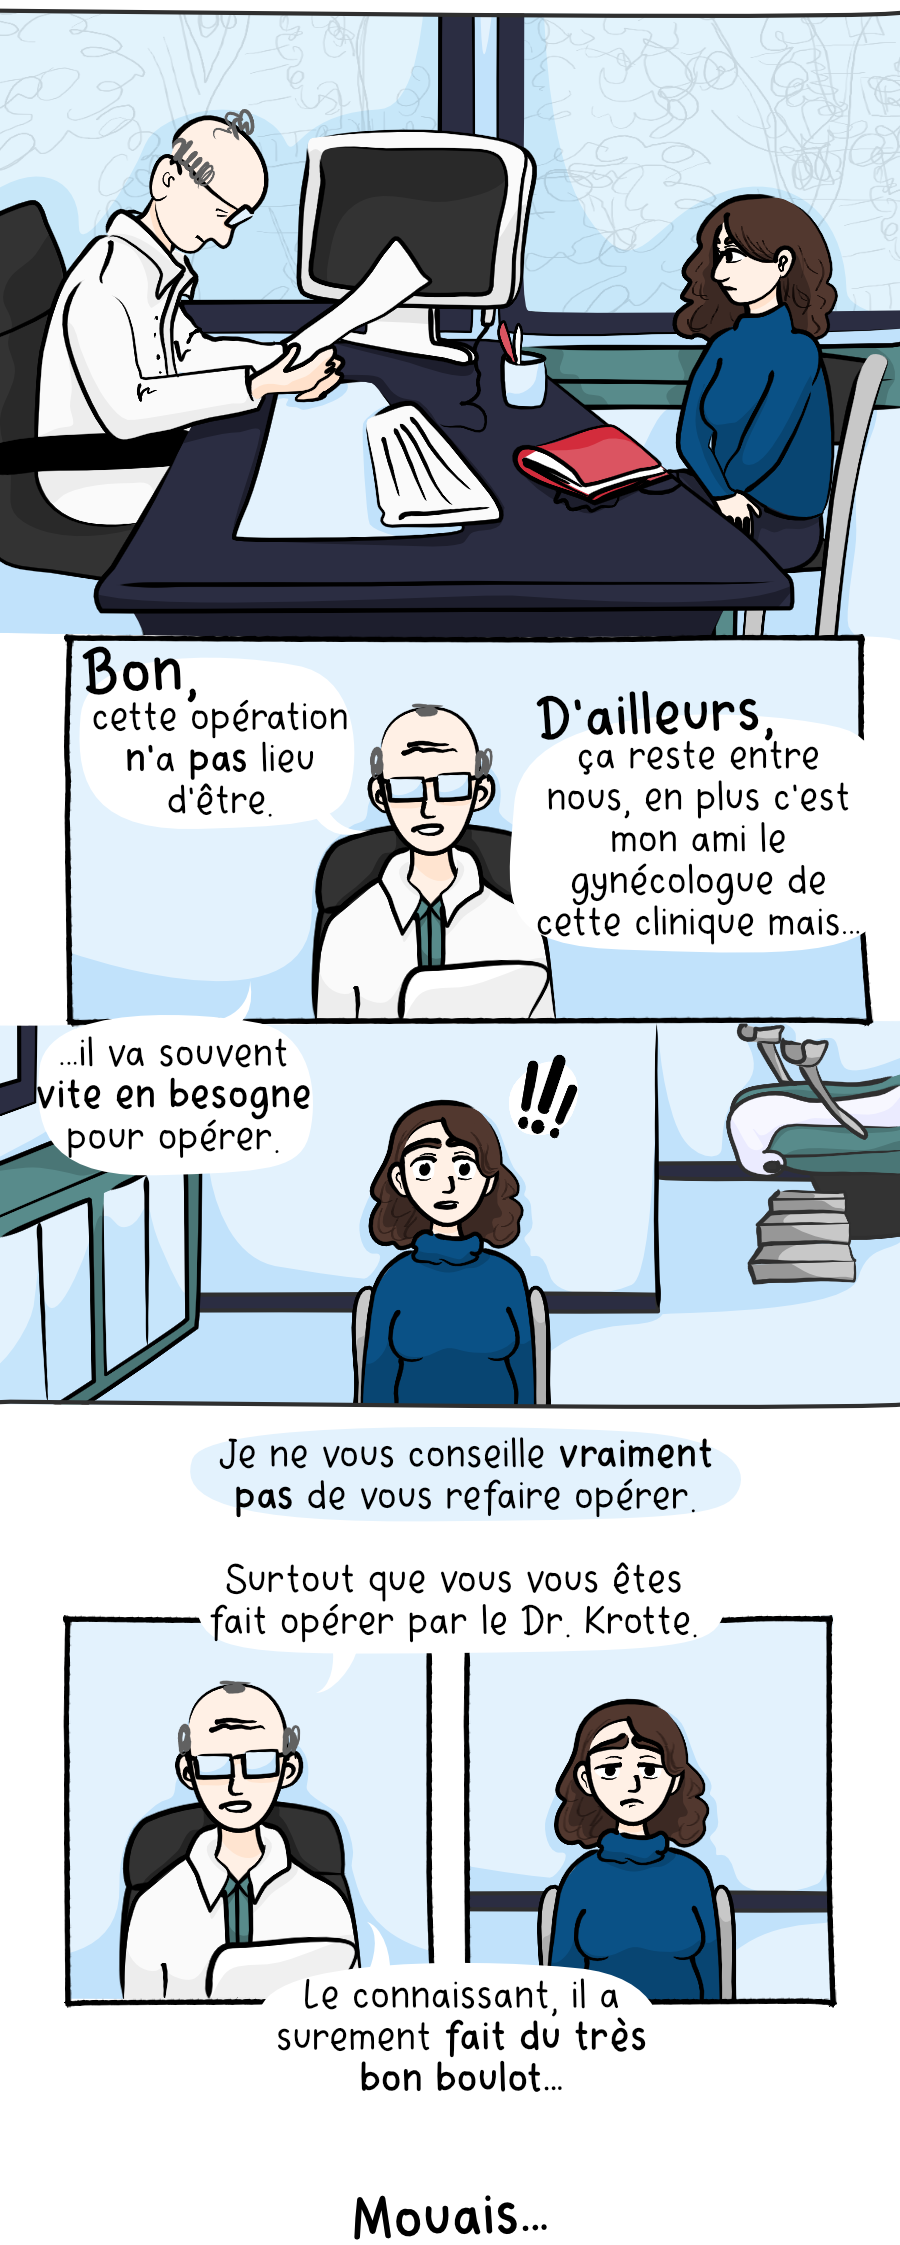 Bon,
cette opération
n'a pas lieu
d'être.
D'ailleurs,
ça reste entre
nous, en plus c'est
mon ami le
gynécologue de
cette clinique mais...
...il va souvent
vite en besogne
pour opérer.
!!!
Je ne vous conseille vraiment
pas de vous refaire opérer.
Surtout que vous vous êtes
fait opérer par le Dr. Krotte.
Le connaissant, il a
surement fait du très
bon boulot...
Mouais...